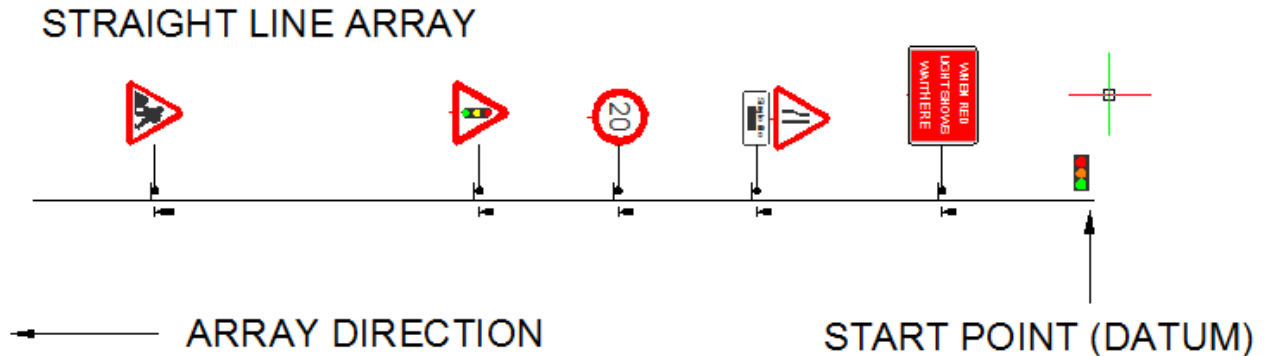 STRAIGHT LINE ARRAY
20
WHEN RED
LIGHT SHOWS
WAIT HERE
ARRAY DIRECTION
START POINT (DATUM)